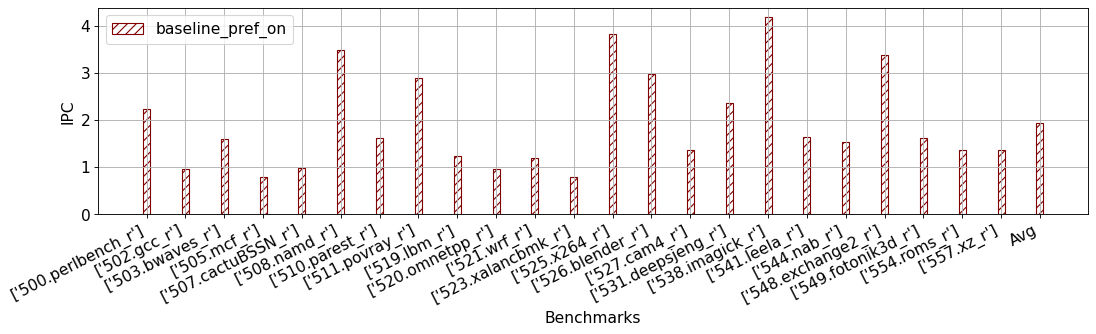 baseline_pref_on
4
3
2
1
0
IPC
['500.perlbench_r']
['502.gcc_r']
['503.bwaves_r']
['505.mcf_r']
['507.cactuBSSN_r']
['508.namd_r']
['510.parest_r']
['511.povray_r']
['519.lbm_r']
['520.omnetpp_r']
['521.wrf_r']
['523.xalancbmk_r']
['525.x264_r']
['526.blender_r']
['527.cam4_r']
['531.deepsjeng_r']
['538.imagick_r']
['541.leela_r']
['544.nab_r']
['548.exchange2_r']
['549.fotonik3d_r']
['554.roms_r']
['557.xz_r']
Avg
Benchmarks